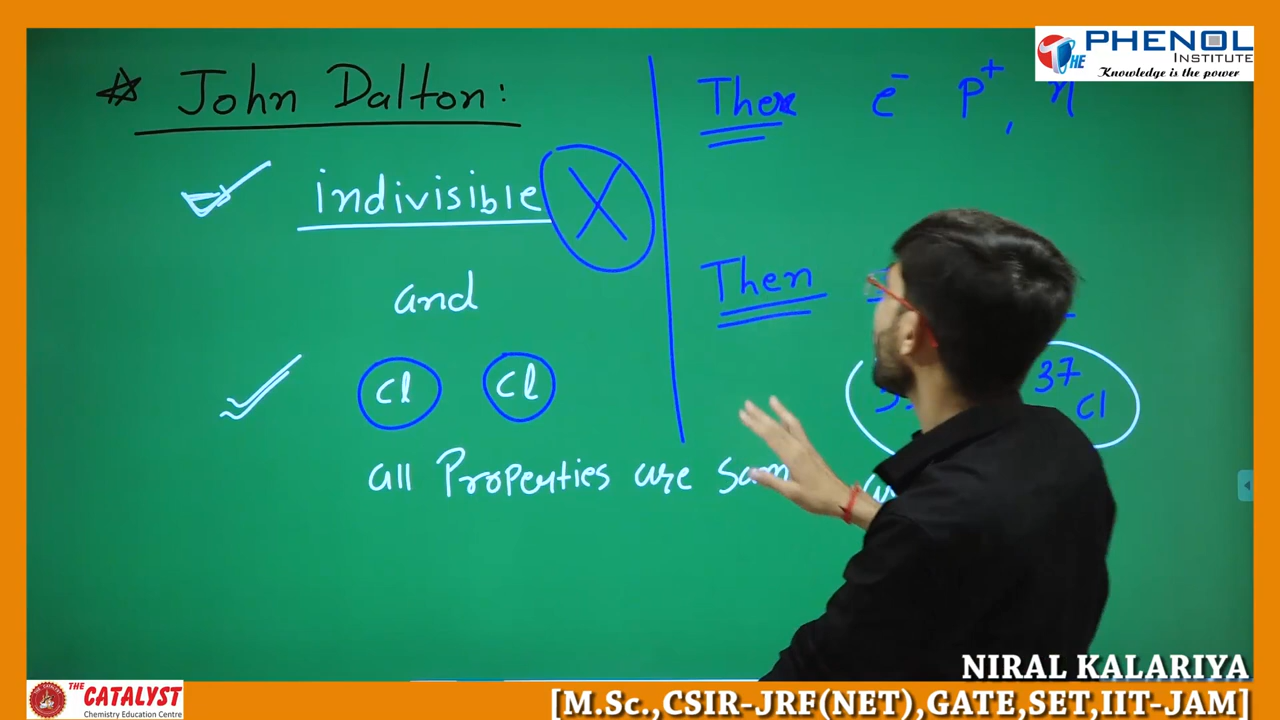 THE PHENOL
INSTITUTE
Knowledge is the power
John Dalton:
indivisible X
and
Cl Cl
all Properties are Sam
Then e⁻ p⁺, n
Then
37 Cl
NIRAL KALARIYA
[M.Sc.,CSIR-JRF(NET),GATE,SET,IIT-JAM]
THE CATALYST
Chemistry Education Centre